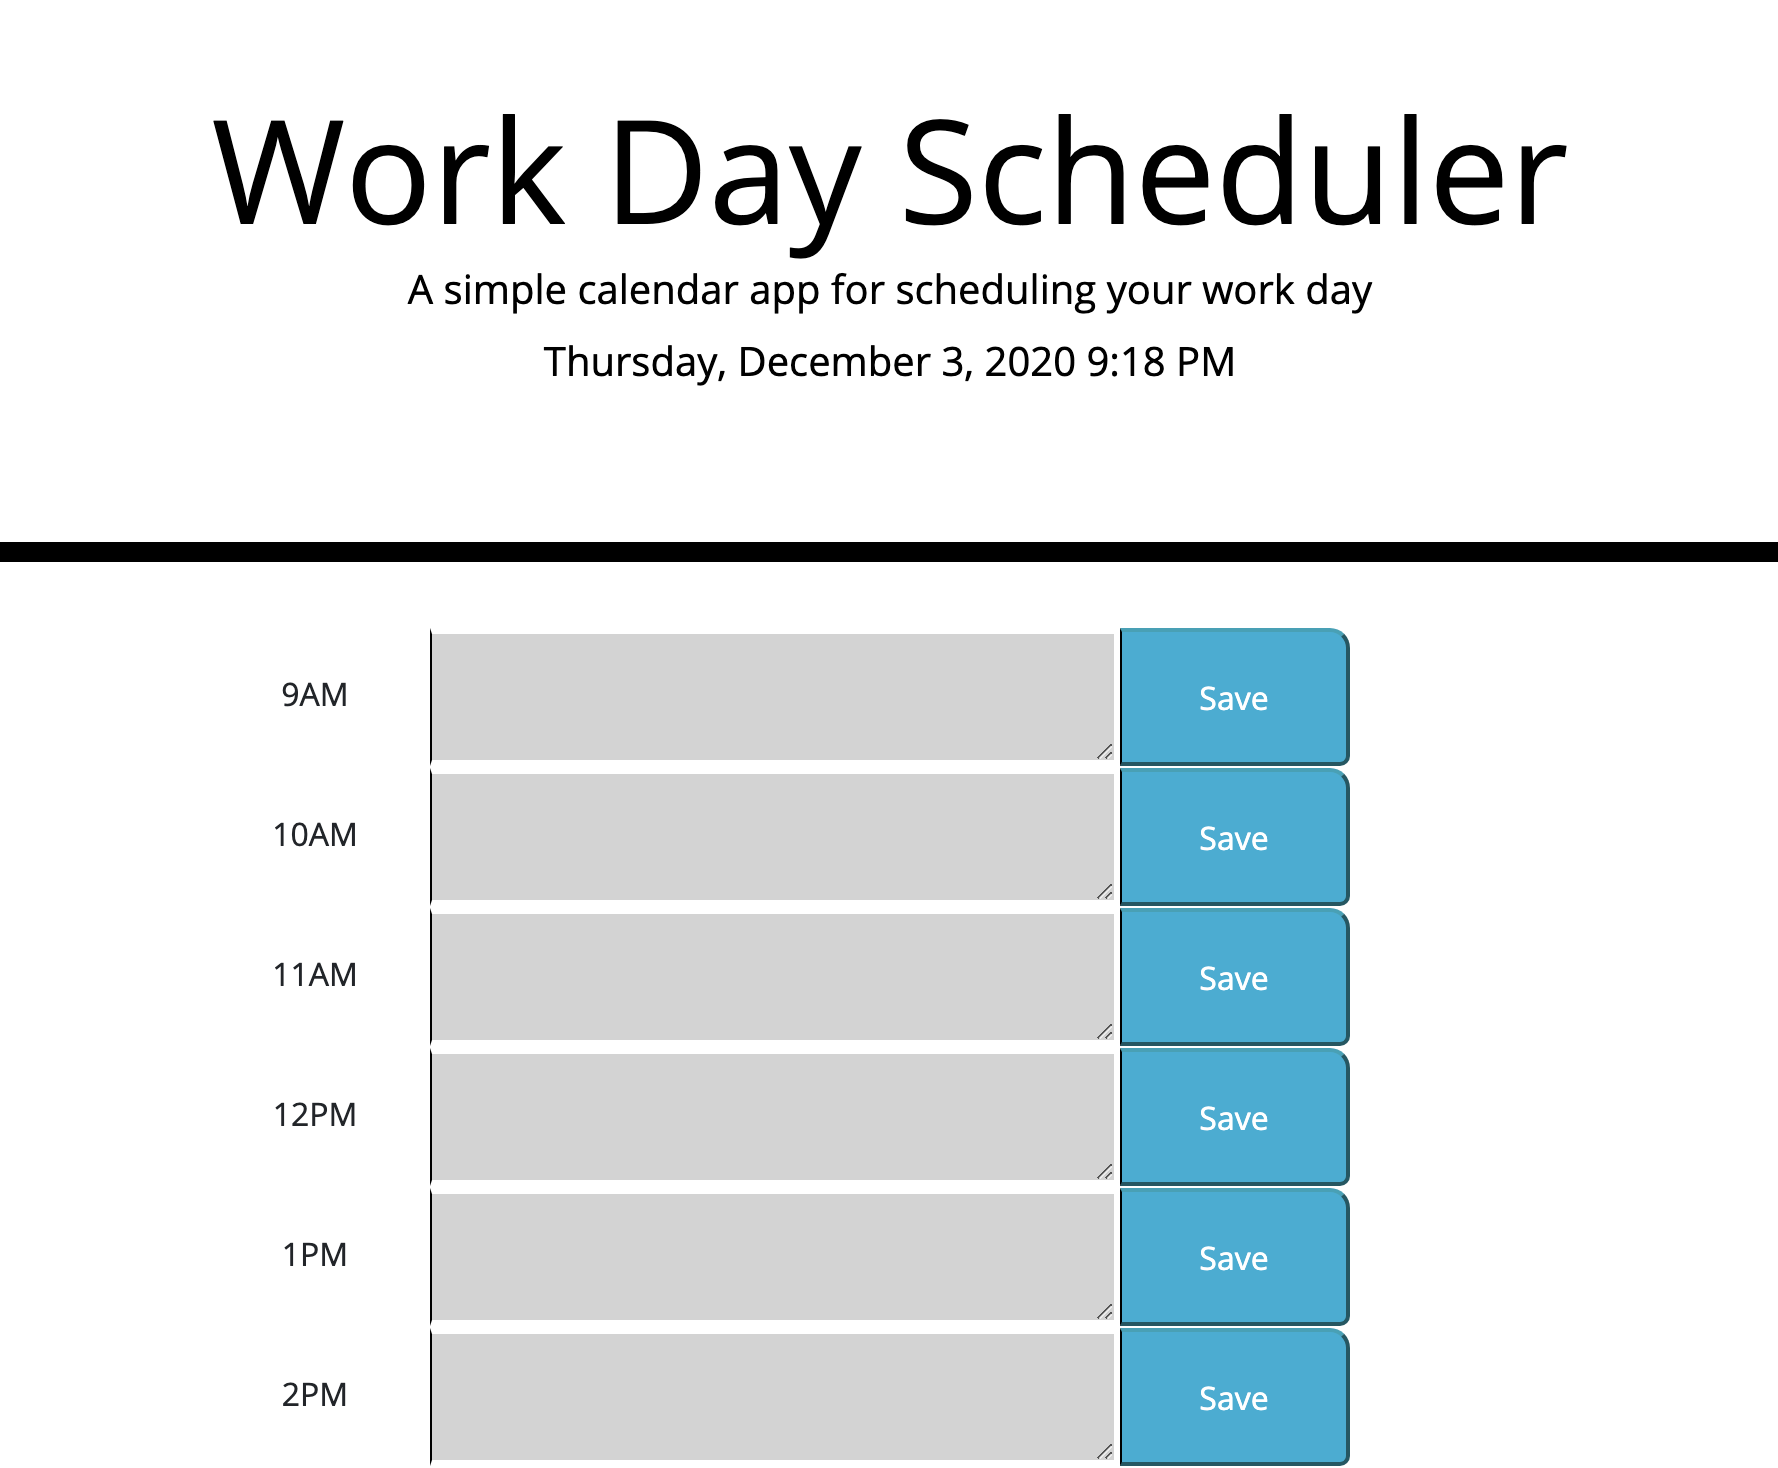 Work Day Scheduler
A simple calendar app for scheduling your work day
Thursday, December 3, 2020 9:18 PM
9AM Save
10AM Save
11AM Save
12PM Save
1PM Save
2PM Save